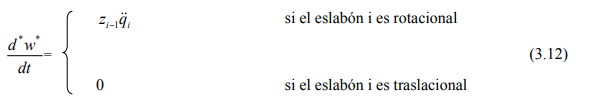 z_{i-1}q̈_i si el eslabón i es rotacional
d*w*/dt = (3.12)
0 si el eslabón i es traslacional